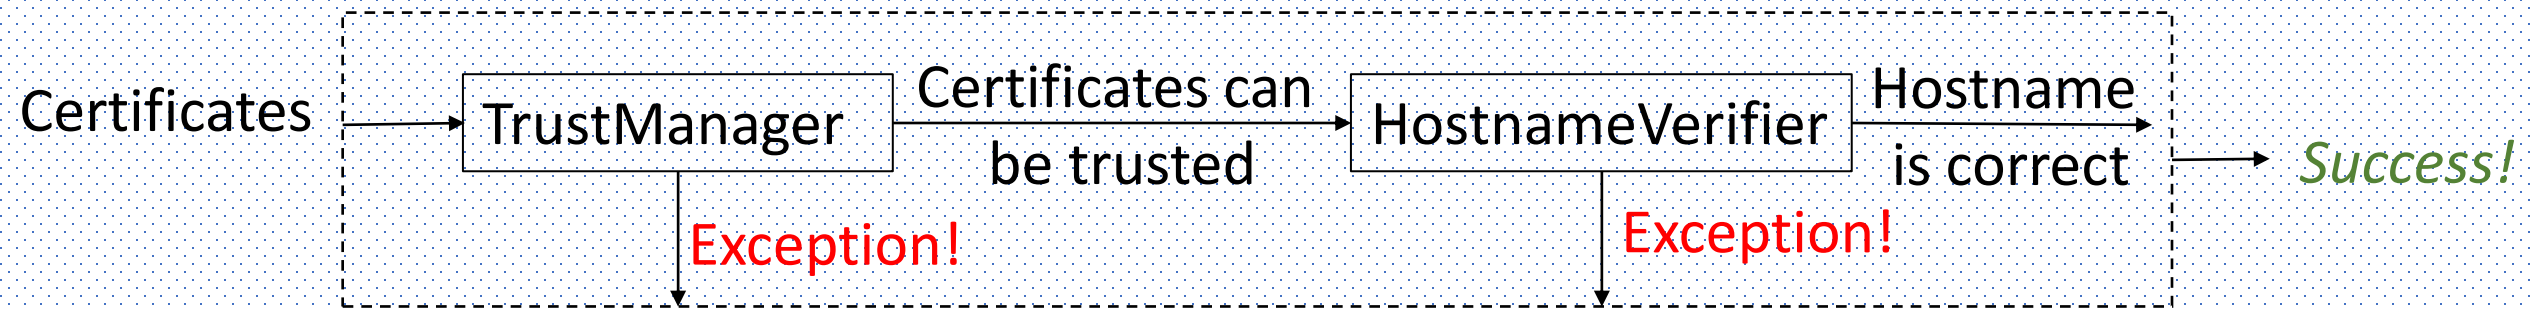 Certificates
TrustManager
Certificates can
be trusted
HostnameVerifier
Hostname
is correct
Success!
Exception!
Exception!